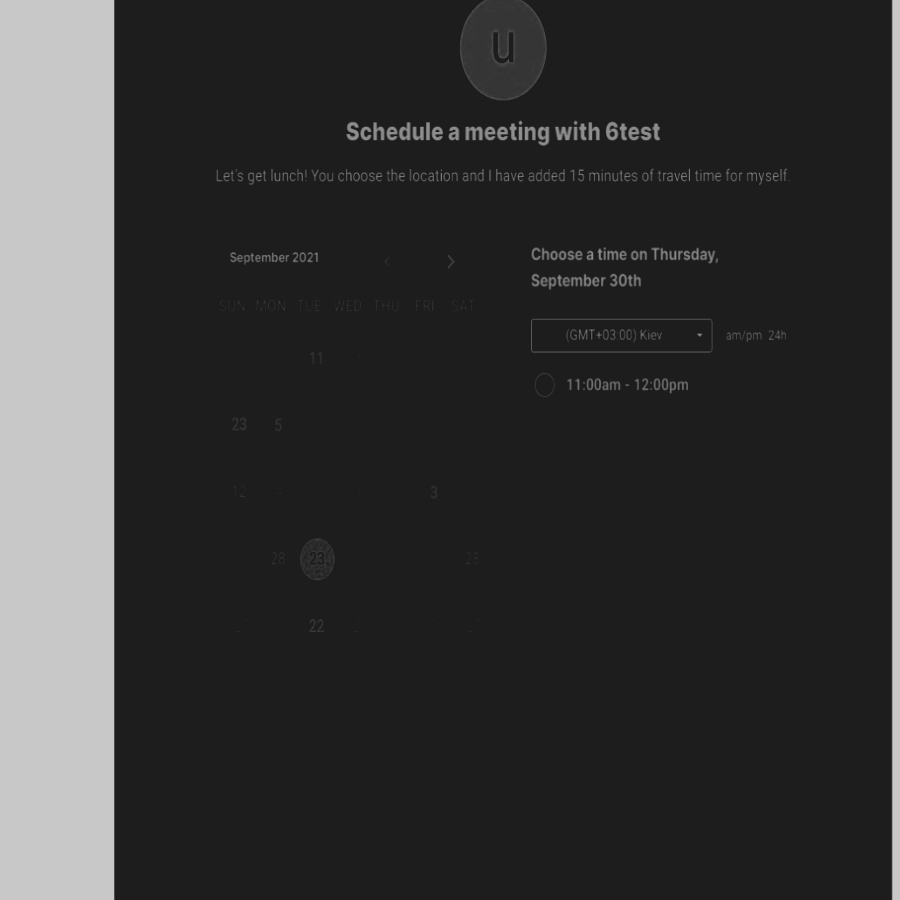 u
Schedule a meeting with 6test
Let's get lunch! You choose the location and I have added 15 minutes of travel time for myself.
September 2021
SUN MON TUE WED THU FRI SAT
11
23 5
12 3
28 23 28
22
Choose a time on Thursday,
September 30th
(GMT+03:00) Kiev
am/pm 24h
11:00am - 12:00pm